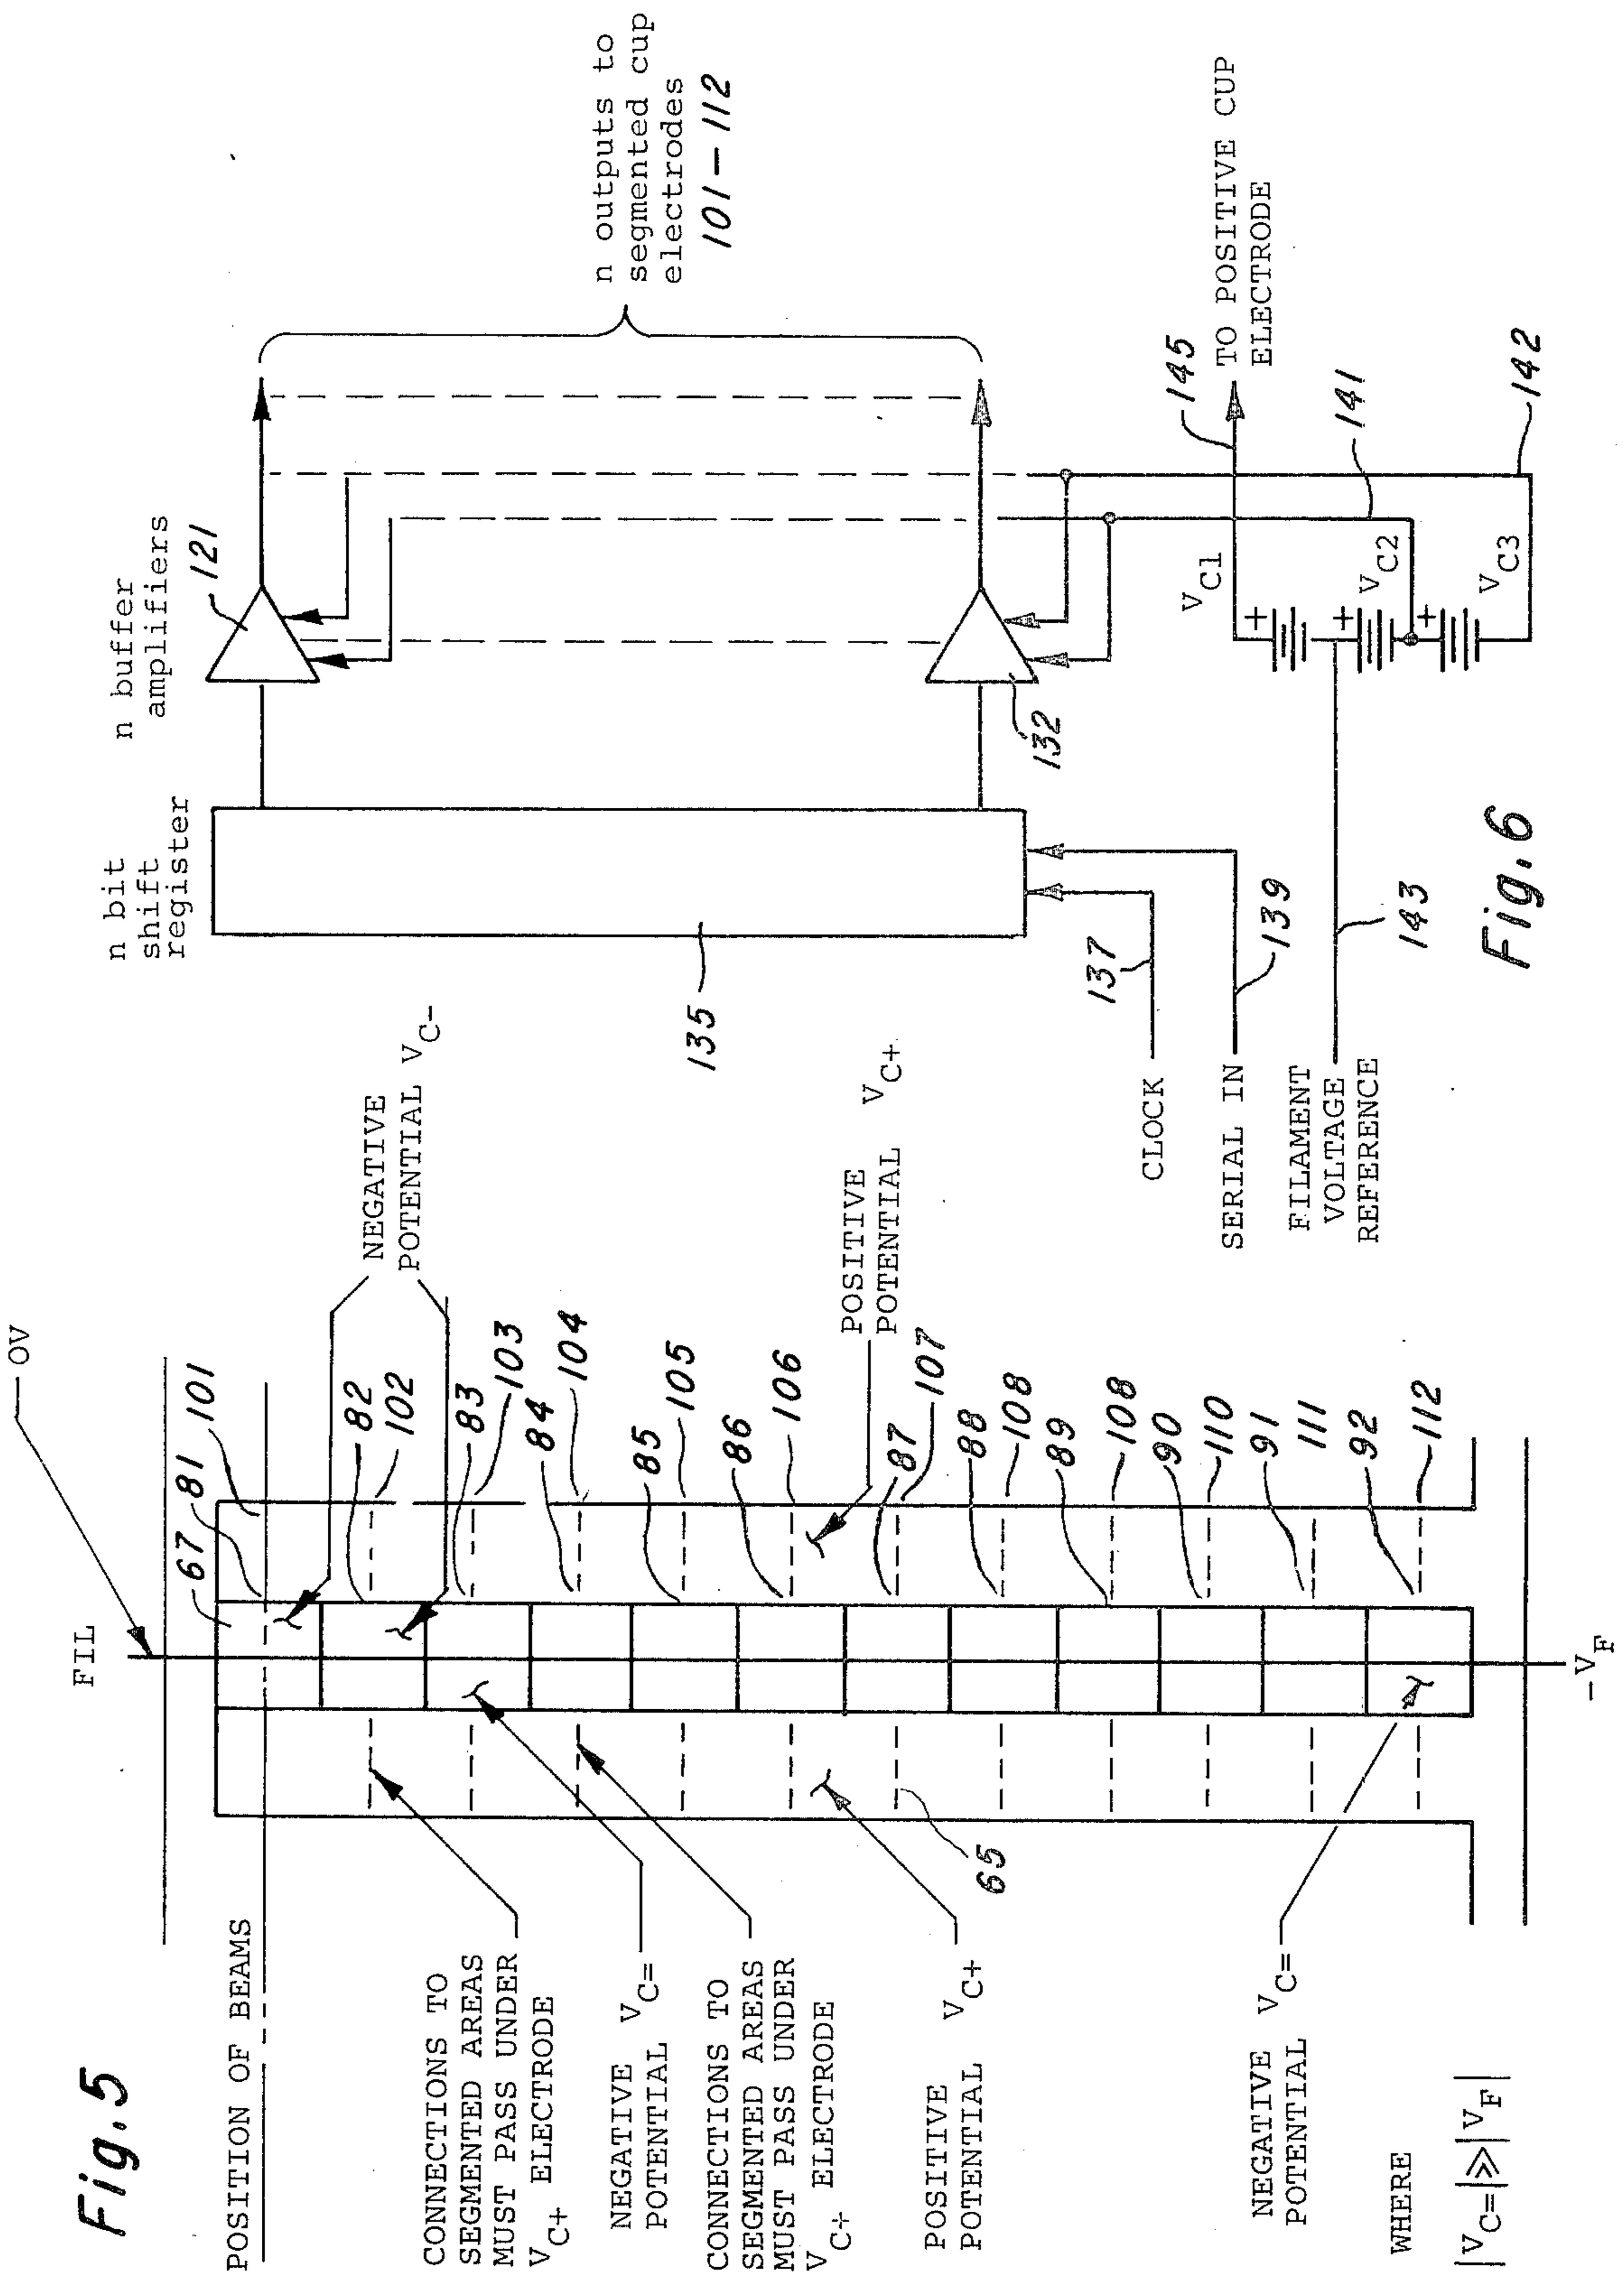 Fig.5
FIL
OV
POSITION OF BEAMS
67
81
101
NEGATIVE
POTENTIAL VC-
82
102
83
103
84
104
85
105
86
106
87
107
88
108
89
108
90
110
91
111
92
112
CONNECTIONS TO
SEGMENTED AREAS
MUST PASS UNDER
VC+ ELECTRODE
NEGATIVE
POTENTIAL VC=
CONNECTIONS TO
SEGMENTED AREAS
MUST PASS UNDER
VC+ ELECTRODE
POSITIVE
POTENTIAL VC+
65
POSITIVE
POTENTIAL VC+
NEGATIVE
POTENTIAL VC=
WHERE
|VC=|≫|VF|
-VF
n bit
shift
register
n buffer
amplifiers
121
n outputs to
segmented cup
electrodes
101-112
135
132
137
CLOCK
SERIAL IN
139
FILAMENT
VOLTAGE
REFERENCE
143
VC1
+
VC2
+
VC3
+
145
TO POSITIVE CUP
ELECTRODE
141
142
Fig.6